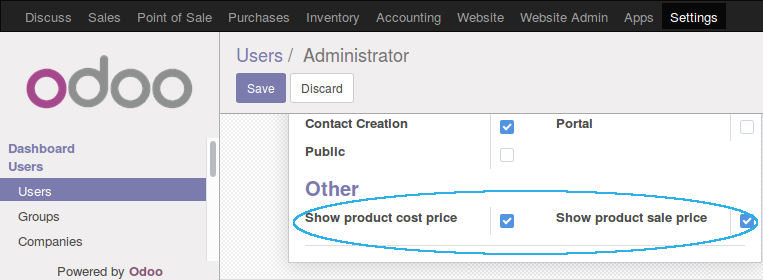 Discuss Sales Point of Sale Purchases Inventory Accounting Website Website Admin Apps Settings
odoo
Users / Administrator
Save Discard
Dashboard
Users
Users
Groups
Companies
Powered by Odoo
Contact Creation Portal
Public
Other
Show product cost price Show product sale price